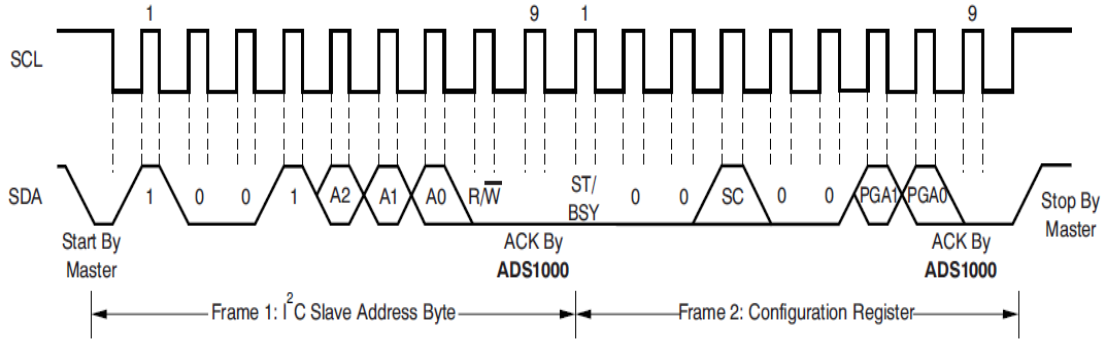 1 9 1 9
SCL
SDA
1 0 0 1 A2 A1 A0 R/W̅ ST/ BSY 0 0 SC 0 0 PGA1 PGA0
Start By
Master
ACK By
ADS1000
ACK By
ADS1000
Stop By
Master
Frame 1: I²C Slave Address Byte
Frame 2: Configuration Register